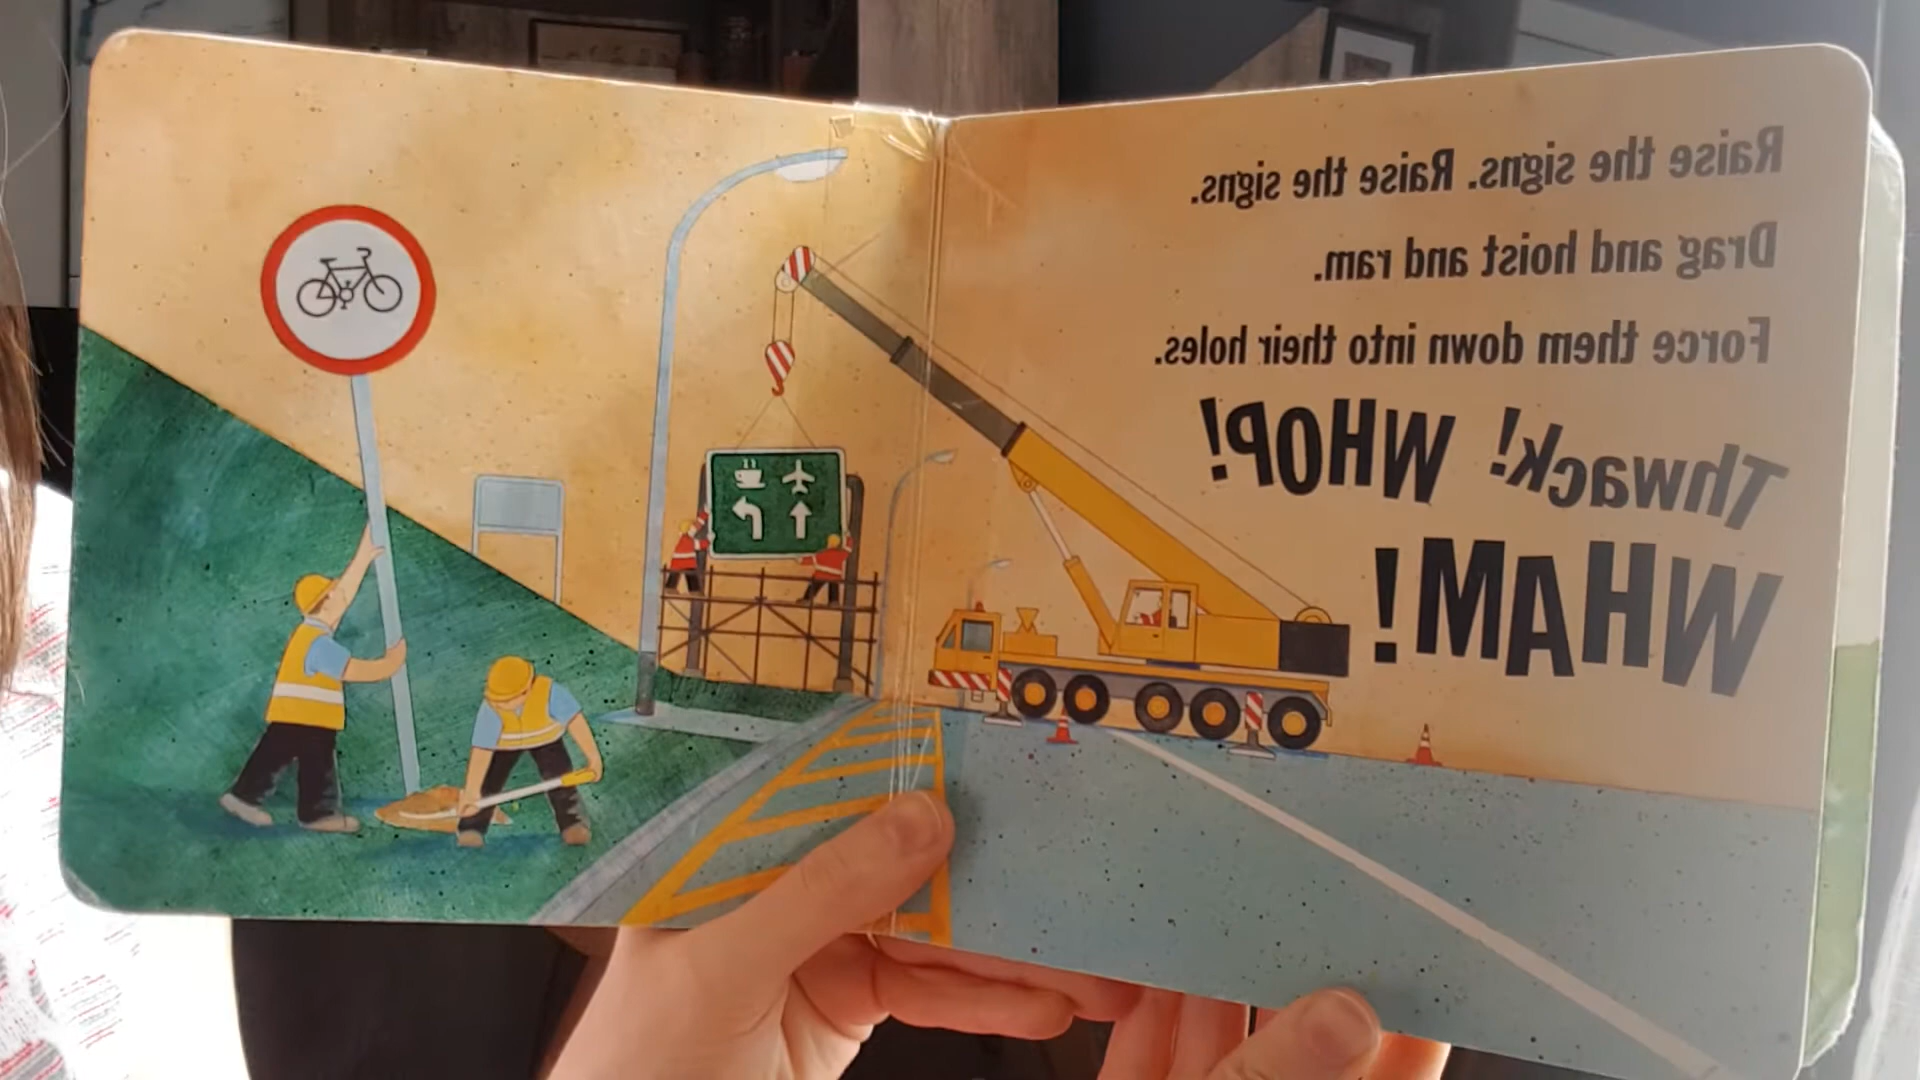 Raise the signs. Raise the signs.
Drag and hoist and ram.
Force them down into their holes.
Thwack! WHOP!
WHAM!